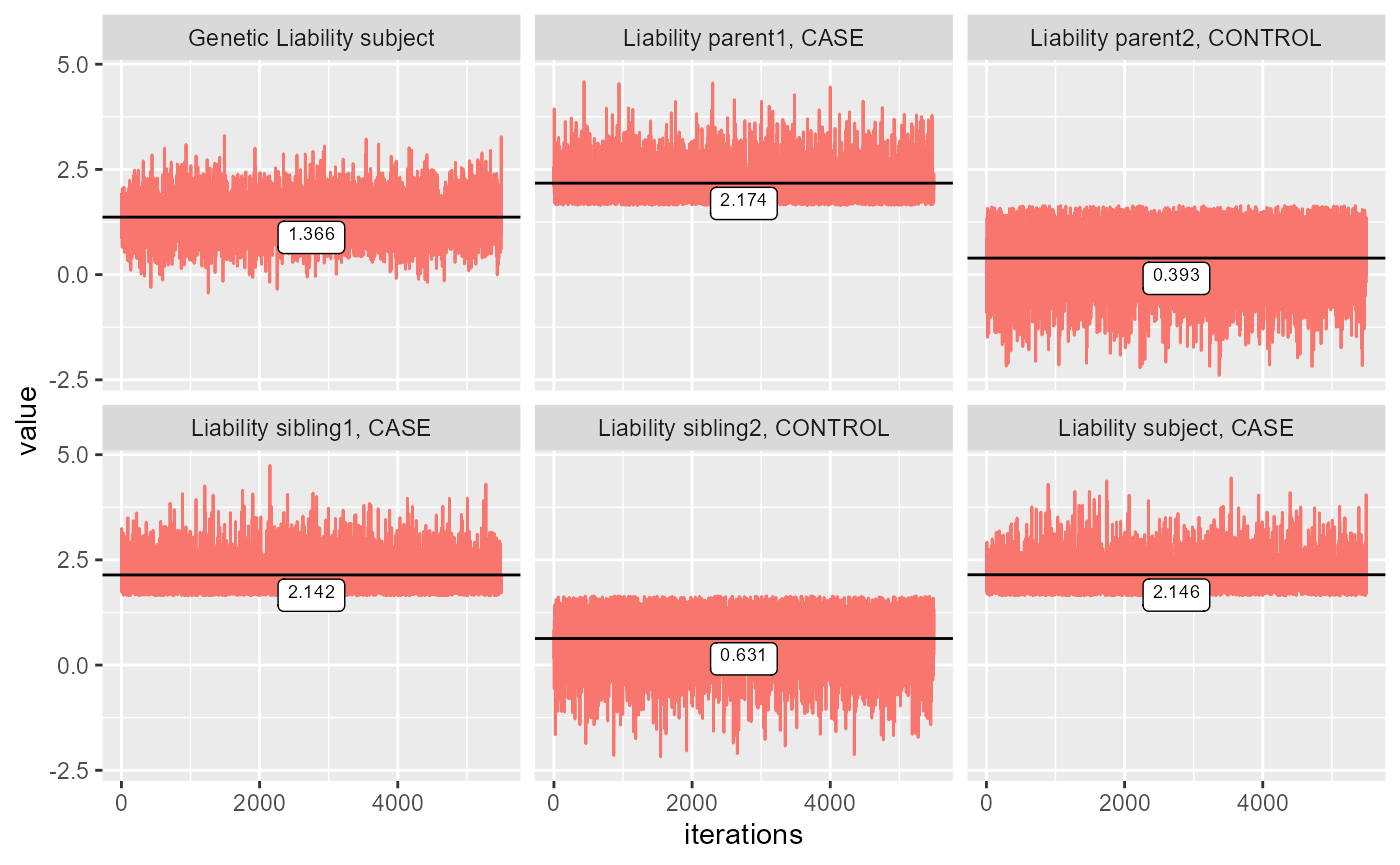 Genetic Liability subject
Liability parent1, CASE
Liability parent2, CONTROL
5.0
2.5
0.0
-2.5
1.366
2.174
0.393
value
Liability sibling1, CASE
Liability sibling2, CONTROL
Liability subject, CASE
5.0
2.5
0.0
-2.5
2.142
0.631
2.146
0
2000
4000
0
2000
4000
0
2000
4000
iterations